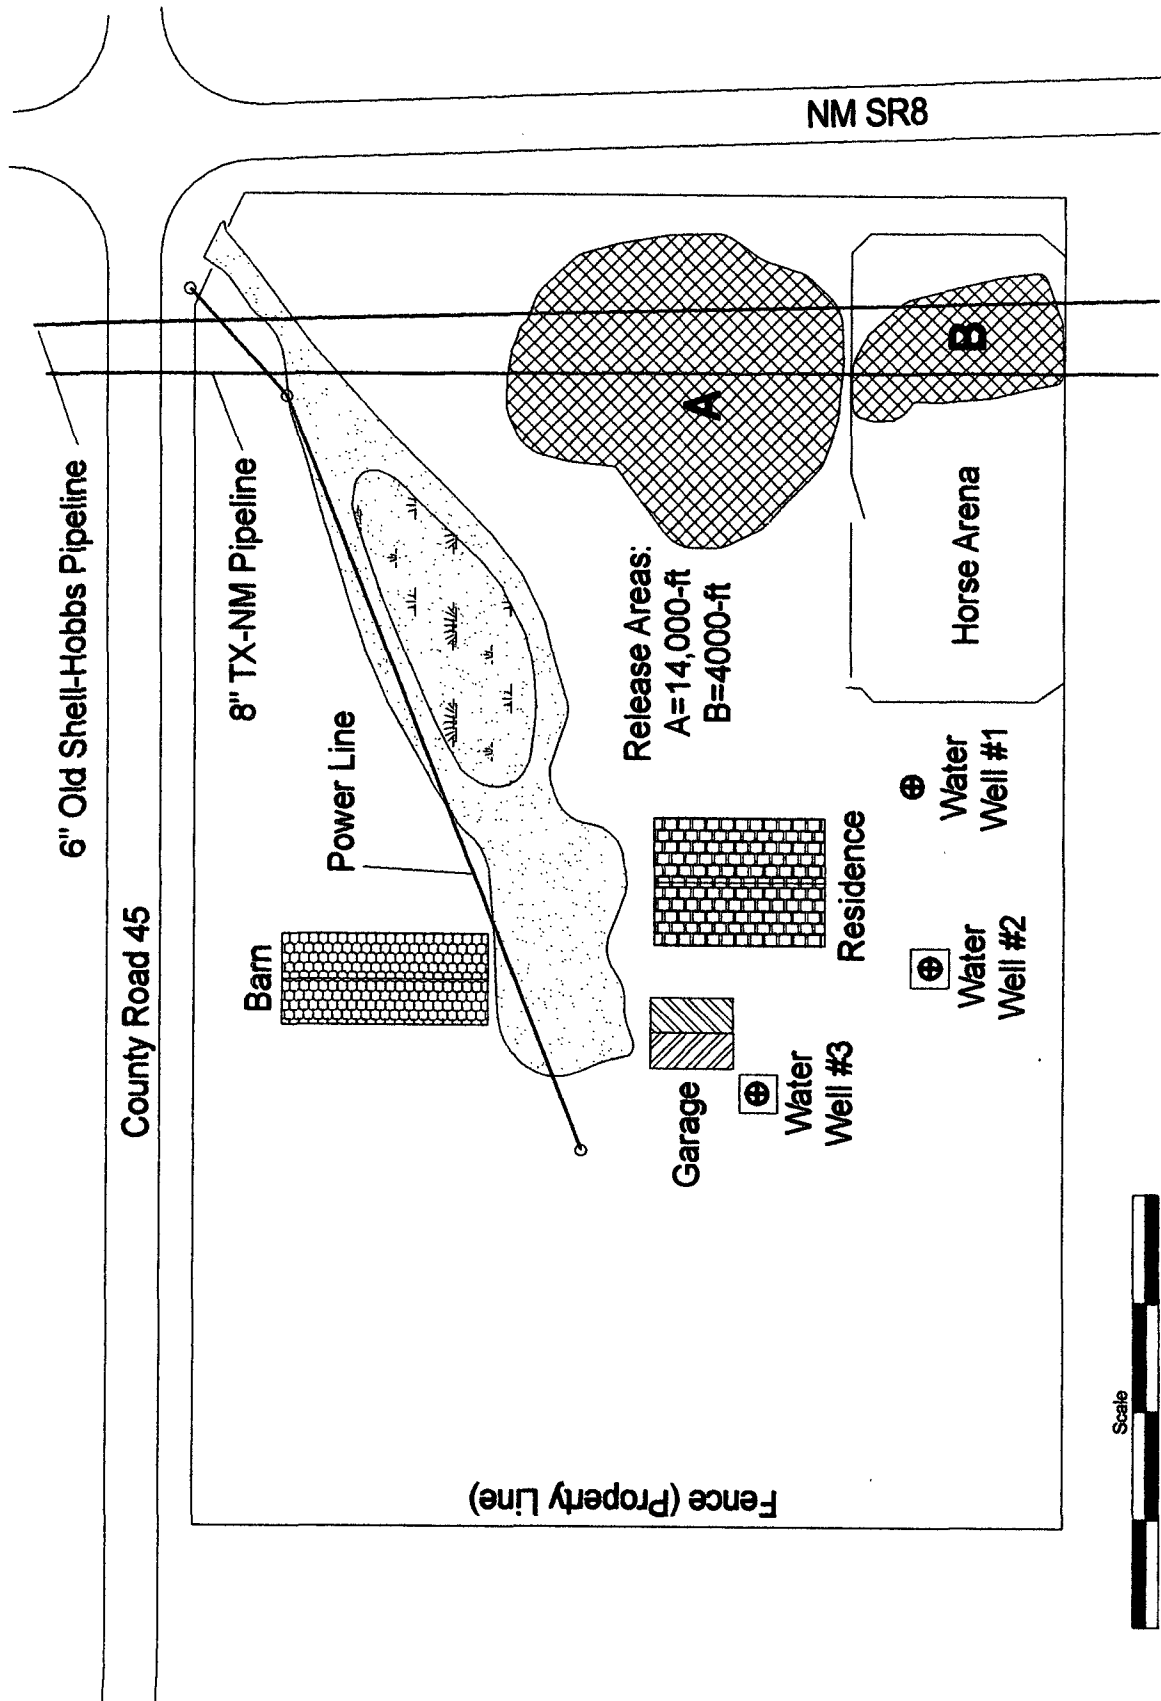 6" Old Shell-Hobbs Pipeline
County Road 45
8" TX-NM Pipeline
Power Line
Barn
NM SR8
A
B
Release Areas:
A=14,000-ft
B=4000-ft
Horse Arena
Residence
Garage
Water
Well #1
Water
Well #2
Water
Well #3
Fence (Property Line)
Scale